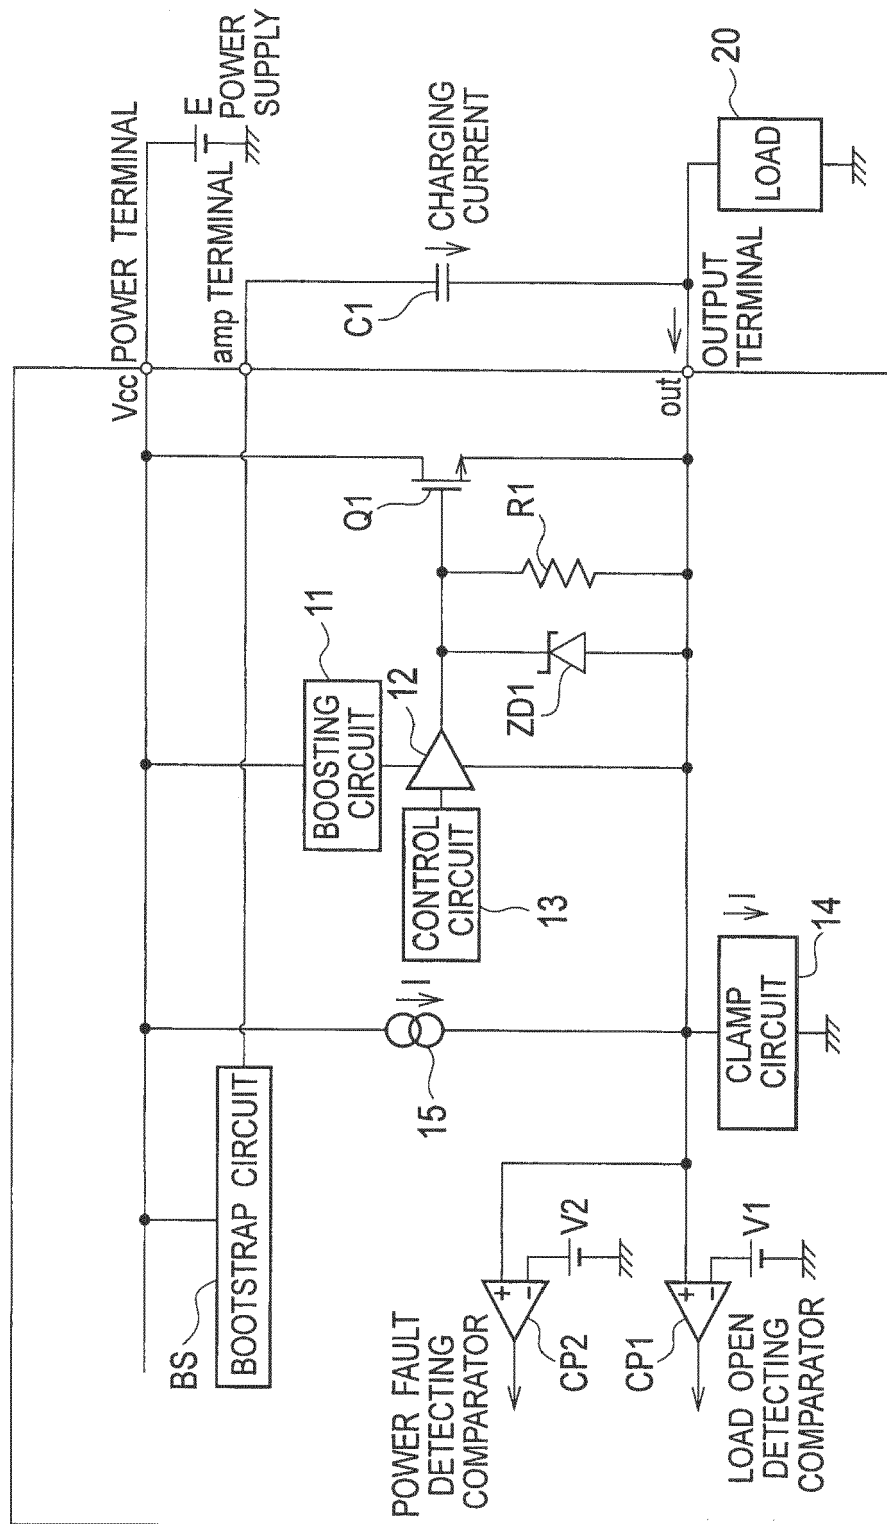 BS
BOOTSTRAP CIRCUIT
Vcc
POWER TERMINAL
E
POWER
SUPPLY
amp TERMINAL
11
BOOSTING
CIRCUIT
12
CONTROL
CIRCUIT
13
15
I
Q1
C1
CHARGING
CURRENT
R1
ZD1
out
OUTPUT
TERMINAL
20
LOAD
CLAMP
CIRCUIT
14
I
POWER FAULT
DETECTING
COMPARATOR
+
−
CP2
V2
+
−
CP1
V1
LOAD OPEN
DETECTING
COMPARATOR